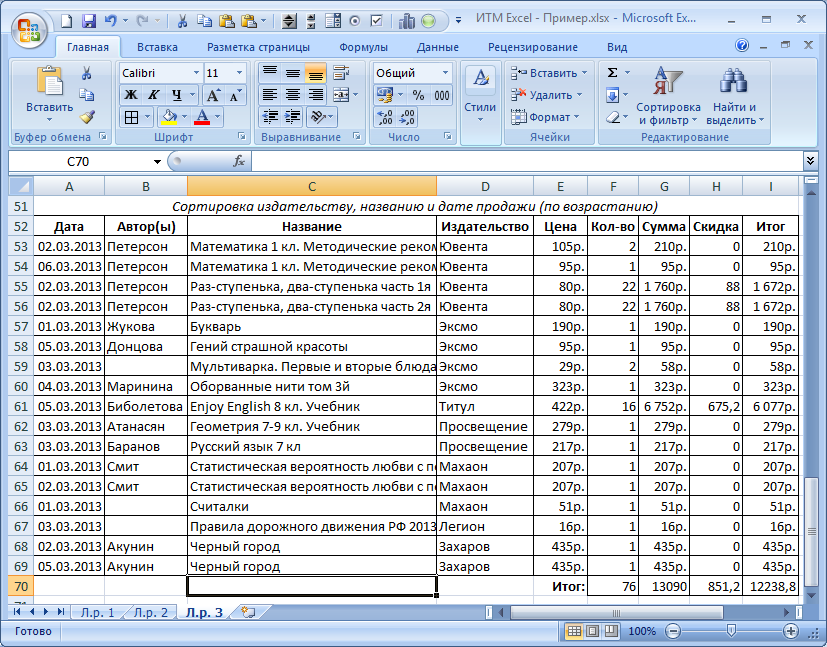 ИТМ Excel - Пример.xlsx - Microsoft Ex...
Главная Вставка Разметка страницы Формулы Данные Рецензирование Вид
Calibri 11 Общий Вставить Σ
Ж К Ч А А % 000 Удалить
Вставить Стили Формат Сортировка и фильтр Найти и выделить
Буфер обмена Шрифт Выравнивание Число Ячейки Редактирование
C70 fx
A B C D E F G H I
51 Сортировка издательству, названию и дате продажи (по возрастанию)
52 Дата Автор(ы) Название Издательство Цена Кол-во Сумма Скидка Итог
53 02.03.2013 Петерсон Математика 1 кл. Методические реком Ювента 105р. 2 210р. 0 210р.
54 06.03.2013 Петерсон Математика 1 кл. Методические реком Ювента 95р. 1 95р. 0 95р.
55 02.03.2013 Петерсон Раз-ступенька, два-ступенька часть 1я Ювента 80р. 22 1 760р. 88 1 672р.
56 02.03.2013 Петерсон Раз-ступенька, два-ступенька часть 2я Ювента 80р. 22 1 760р. 88 1 672р.
57 01.03.2013 Жукова Букварь Эксмо 190р. 1 190р. 0 190р.
58 05.03.2013 Донцова Гений страшной красоты Эксмо 95р. 1 95р. 0 95р.
59 03.03.2013 Мультиварка. Первые и вторые блюда Эксмо 29р. 2 58р. 0 58р.
60 04.03.2013 Маринина Оборванные нити том 3й Эксмо 323р. 1 323р. 0 323р.
61 05.03.2013 Биболетова Enjoy English 8 кл. Учебник Титул 422р. 16 6 752р. 675,2 6 077р.
62 03.03.2013 Атанасян Геометрия 7-9 кл. Учебник Просвещение 279р. 1 279р. 0 279р.
63 03.03.2013 Баранов Русский язык 7 кл Просвещение 217р. 1 217р. 0 217р.
64 01.03.2013 Смит Статистическая вероятность любви с п Махаон 207р. 1 207р. 0 207р.
65 02.03.2013 Смит Статистическая вероятность любви с п Махаон 207р. 1 207р. 0 207р.
66 01.03.2013 Считалки Махаон 51р. 1 51р. 0 51р.
67 03.03.2013 Правила дорожного движения РФ 2013 Легион 16р. 1 16р. 0 16р.
68 02.03.2013 Акунин Черный город Захаров 435р. 1 435р. 0 435р.
69 05.03.2013 Акунин Черный город Захаров 435р. 1 435р. 0 435р.
70 Итог: 76 13090 851,2 12238,8
Л.р. 1 Л.р. 2 Л.р. 3
Готово 100%